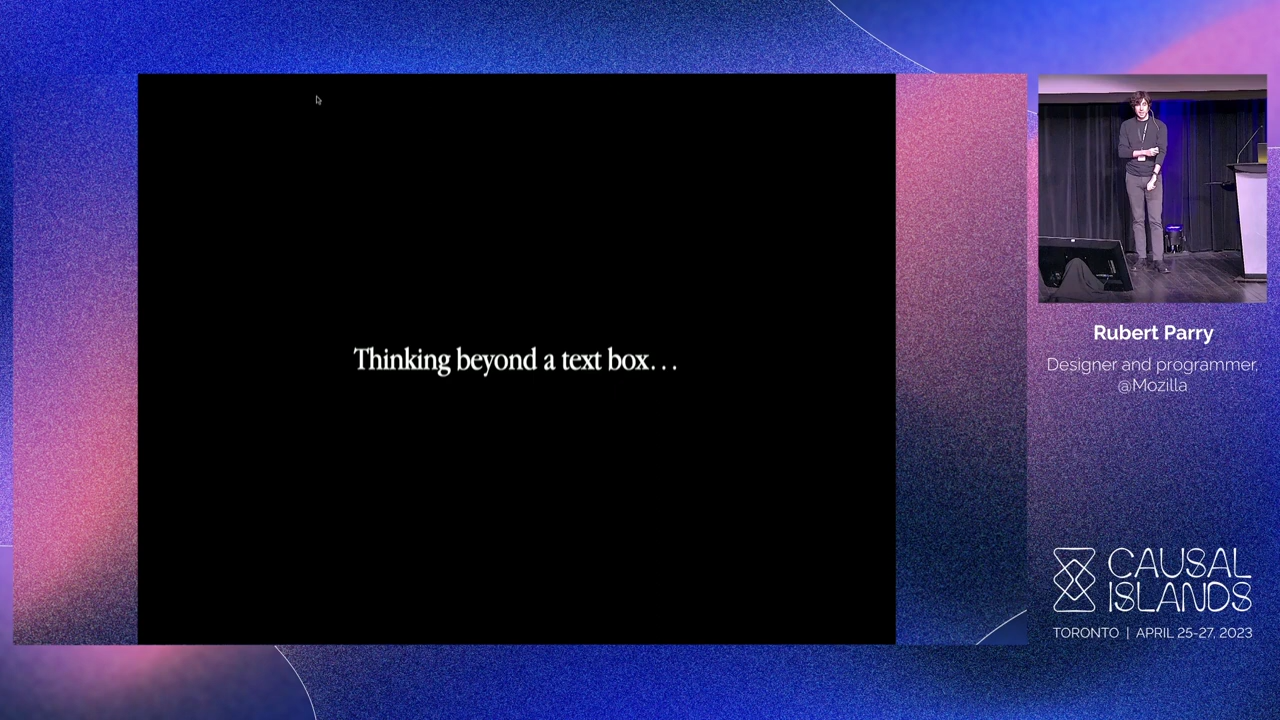 Thinking beyond a text box...
Rubert Parry
Designer and programmer,
@Mozilla
CAUSAL
ISLANDS
TORONTO | APRIL 25-27, 2023